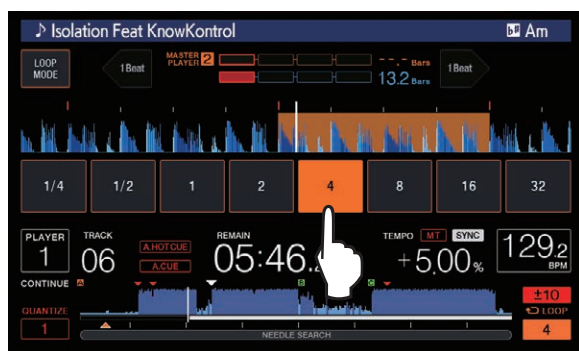 ♪ Isolation Feat KnowKontrol ♭# Am
LOOP MODE
1 Beat
MASTER PLAYER 2
--.- Bars
13.2 Bars
1 Beat
1/4 1/2 1 2 4 8 16 32
PLAYER
1
CONTINUE
TRACK
06
A.HOT CUE
A.CUE
REMAIN
05:46.
TEMPO MT SYNC
+5.00 %
129.2
BPM
A B C
QUANTIZE
1
NEEDLE SEARCH
±10
LOOP
4